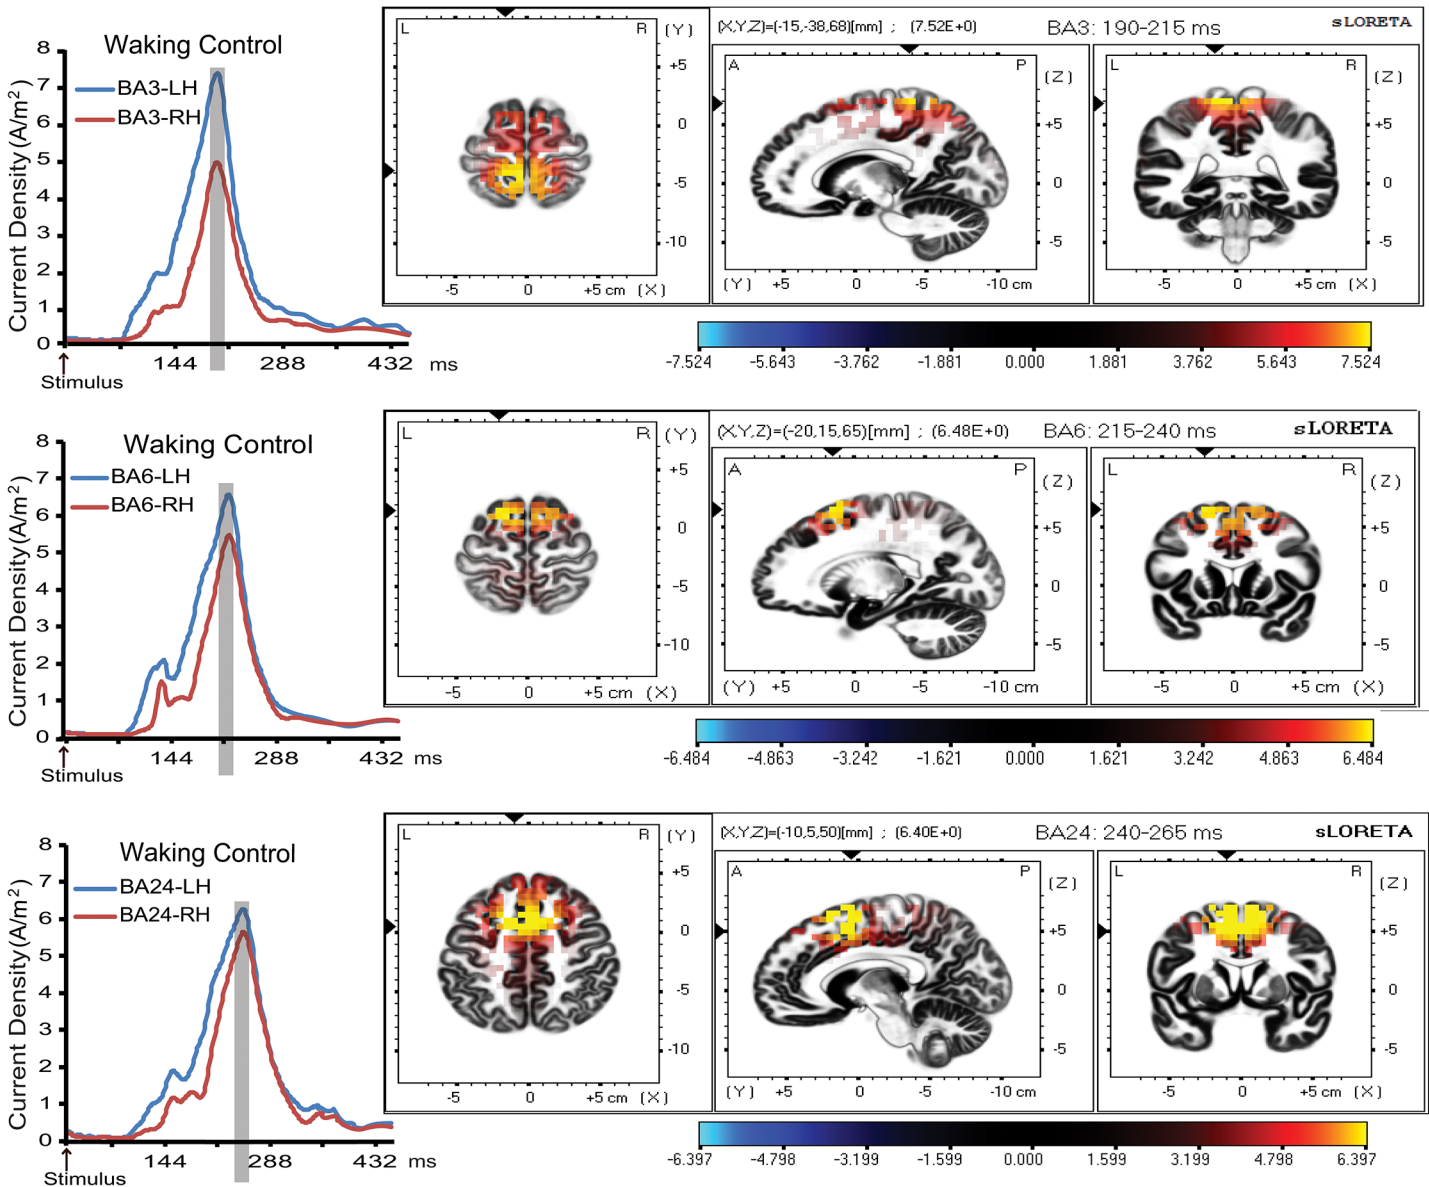 Waking Control
BA3-LH
BA3-RH
Current Density(A/m²)
8
7
6
5
4
3
2
1
0
144 288 432 ms
Stimulus
L R (Y)
+5
0
-5
-10
-5 0 +5 cm (X)
(X,Y,Z)=(-15,-38,68)[mm] ; (7.52E+0) BA3: 190-215 ms sLORETA
A P (Z)
+5
0
-5
(Y) +5 0 -5 -10 cm
L R (Z)
+5
0
-5
-5 0 +5 cm (X)
-7.524 -5.643 -3.762 -1.881 0.000 1.881 3.762 5.643 7.524
Waking Control
BA6-LH
BA6-RH
Current Density(A/m²)
8
7
6
5
4
3
2
1
0
144 288 432 ms
Stimulus
L R (Y)
+5
0
-5
-10
-5 0 +5 cm (X)
(X,Y,Z)=(-20,15,65)[mm] ; (6.48E+0) BA6: 215-240 ms sLORETA
A P (Z)
+5
0
-5
(Y) +5 0 -5 -10 cm
L R (Z)
+5
0
-5
-5 0 +5 cm (X)
-6.484 -4.863 -3.242 -1.621 0.000 1.621 3.242 4.863 6.484
Waking Control
BA24-LH
BA24-RH
Current Density(A/m²)
8
7
6
5
4
3
2
1
0
144 288 432 ms
Stimulus
L R (Y)
+5
0
-5
-10
-5 0 +5 cm (X)
(X,Y,Z)=(-10,5,50)[mm] ; (6.40E+0) BA24: 240-265 ms sLORETA
A P (Z)
+5
0
-5
(Y) +5 0 -5 -10 cm
L R (Z)
+5
0
-5
-5 0 +5 cm (X)
-6.397 -4.798 -3.199 -1.599 0.000 1.599 3.199 4.798 6.397